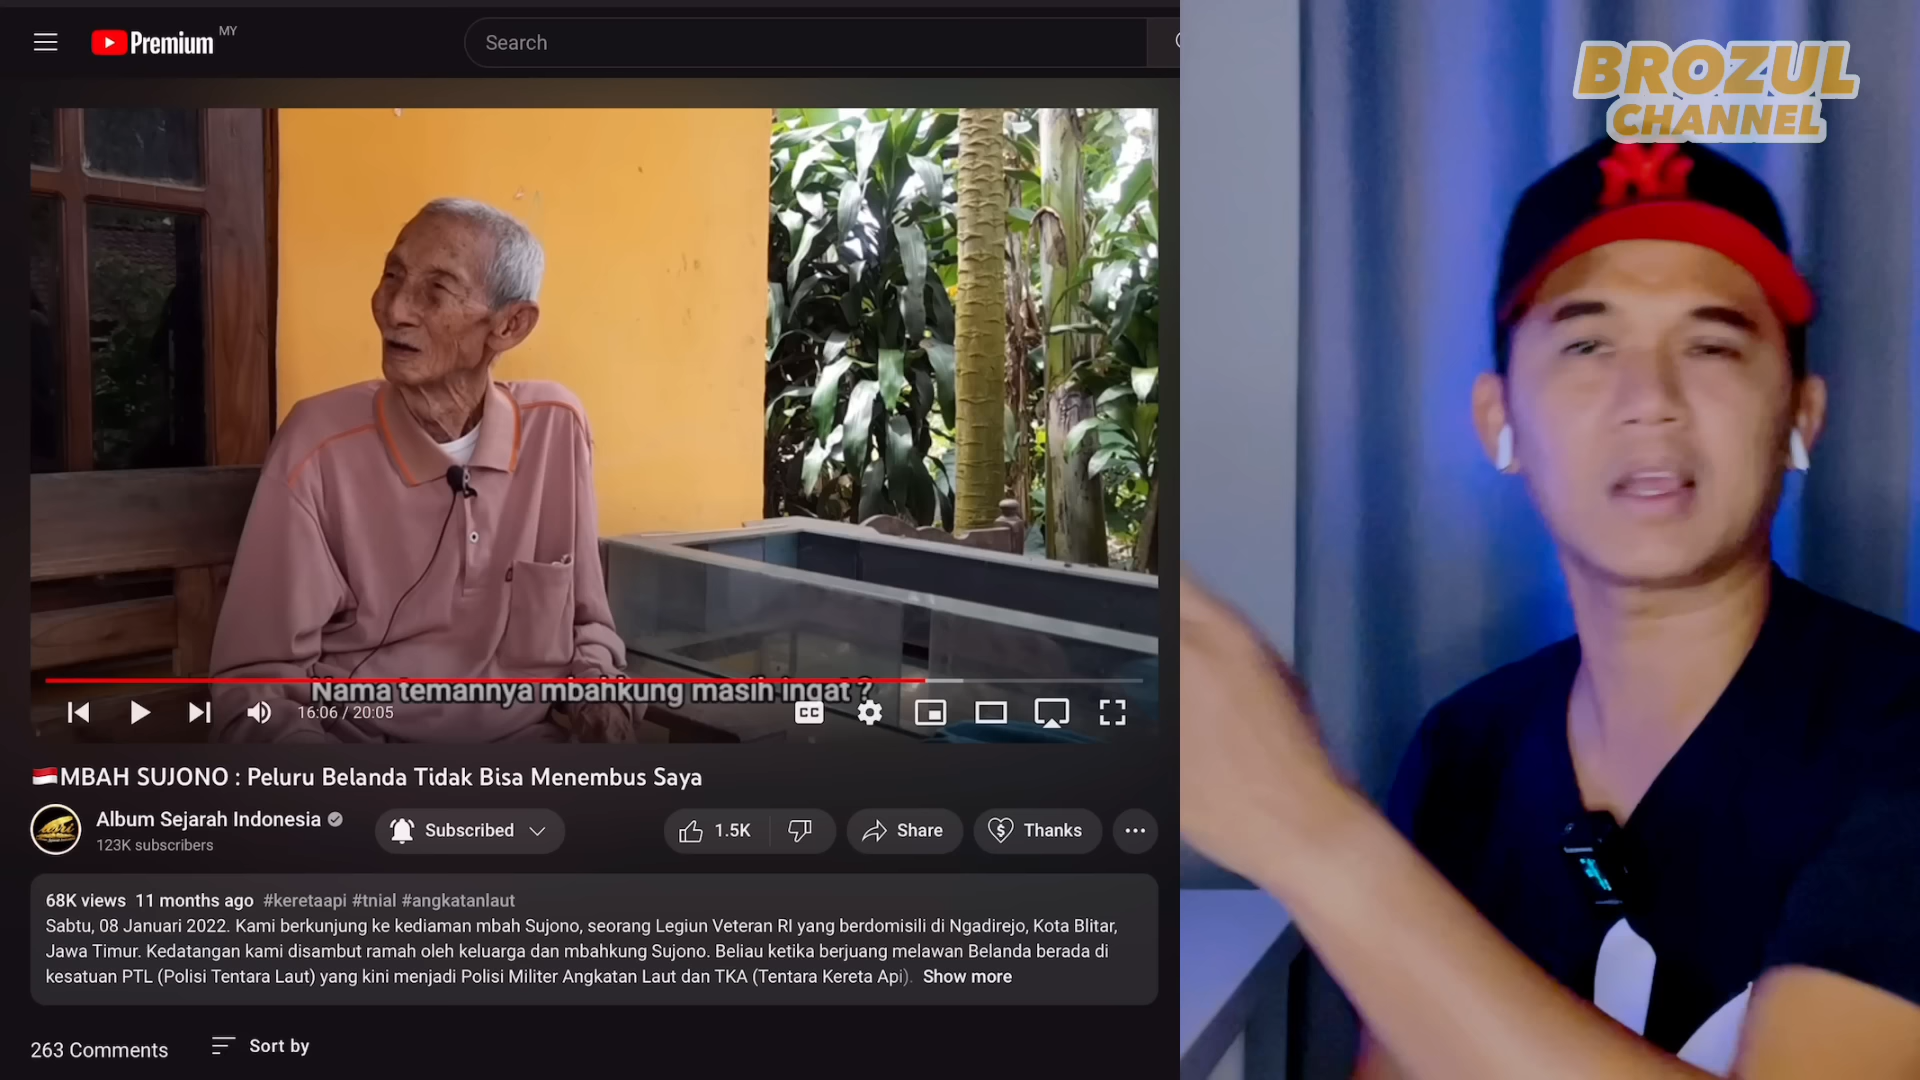 Premium MY
Search
BROZUL
CHANNEL
Nama temannya mbahkung masih ingat ?
16:06 / 20:05
CC
MBAH SUJONO : Peluru Belanda Tidak Bisa Menembus Saya
Album Sejarah Indonesia
123K subscribers
Subscribed
1.5K
Share
Thanks
68K views 11 months ago #keretaapi #tnial #angkatanlaut
Sabtu, 08 Januari 2022. Kami berkunjung ke kediaman mbah Sujono, seorang Legiun Veteran RI yang berdomisili di Ngadirejo, Kota Blitar,
Jawa Timur. Kedatangan kami disambut ramah oleh keluarga dan mbahkung Sujono. Beliau ketika berjuang melawan Belanda berada di
kesatuan PTL (Polisi Tentara Laut) yang kini menjadi Polisi Militer Angkatan Laut dan TKA (Tentara Kereta Api). Show more
263 Comments
Sort by